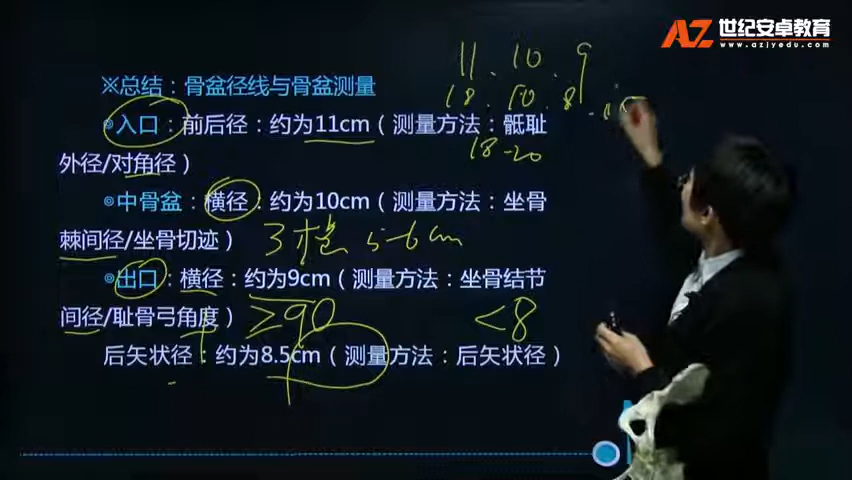 世纪安卓教育
www.azjyedu.com
11. 10. 9
18. 10. 8
※总结：骨盆径线与骨盆测量
入口：前后径：约为11cm（测量方法：骶耻
18-20
外径/对角径）
中骨盆：横径：约为10cm（测量方法：坐骨
棘间径/坐骨切迹）
3横 5-6cm
出口：横径：约为9cm（测量方法：坐骨结节
间径/耻骨弓角度）
≥90
<8
后矢状径：约为8.5cm（测量方法：后矢状径）